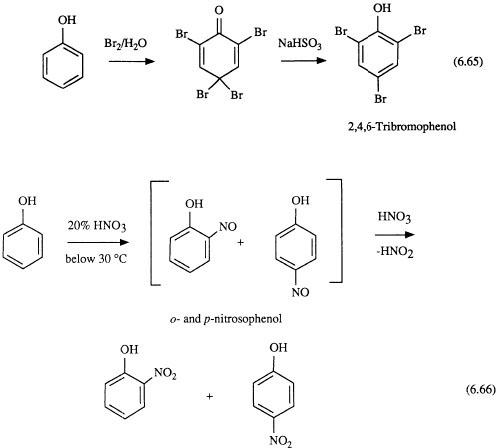 OH
Br2/H2O
O
Br Br
Br Br
NaHSO3
OH
Br Br
Br
(6.65)
2,4,6-Tribromophenol
OH
20% HNO3
below 30 °C
OH
NO
+
OH
NO
HNO3
-HNO2
o- and p-nitrosophenol
OH
NO2
+
OH
NO2
(6.66)